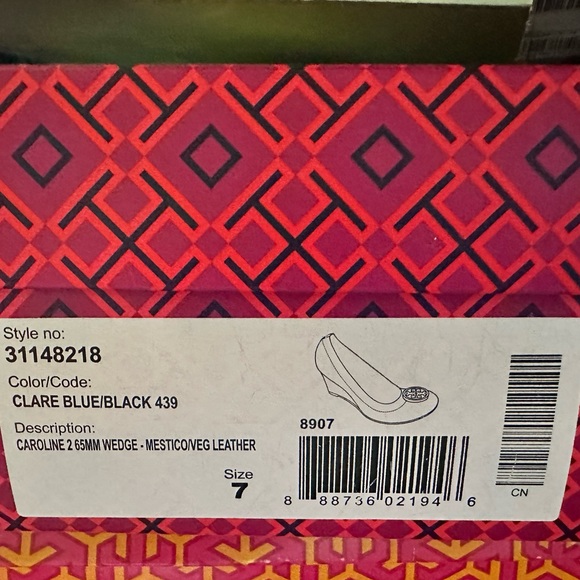 Style no:
31148218
Color/Code:
CLARE BLUE/BLACK 439
Description:
CAROLINE 2 65MM WEDGE - MESTICO/VEG LEATHER
Size
7
8907
8 88736 02194 6
CN